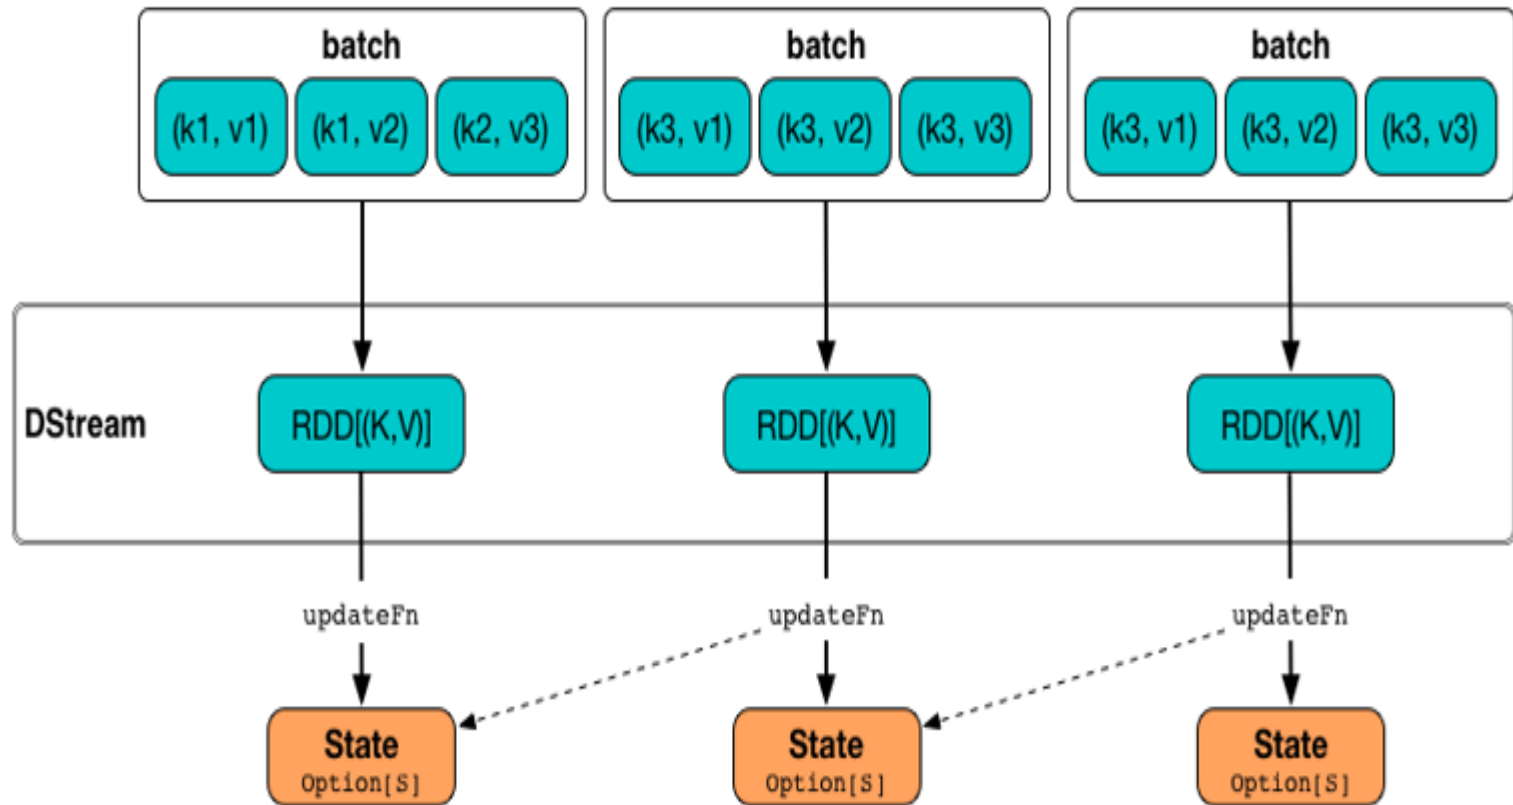 batch
(k1, v1) (k1, v2) (k2, v3)
batch
(k3, v1) (k3, v2) (k3, v3)
batch
(k3, v1) (k3, v2) (k3, v3)
DStream
RDD[(K,V)]
RDD[(K,V)]
RDD[(K,V)]
updateFn
updateFn
updateFn
State
Option[S]
State
Option[S]
State
Option[S]